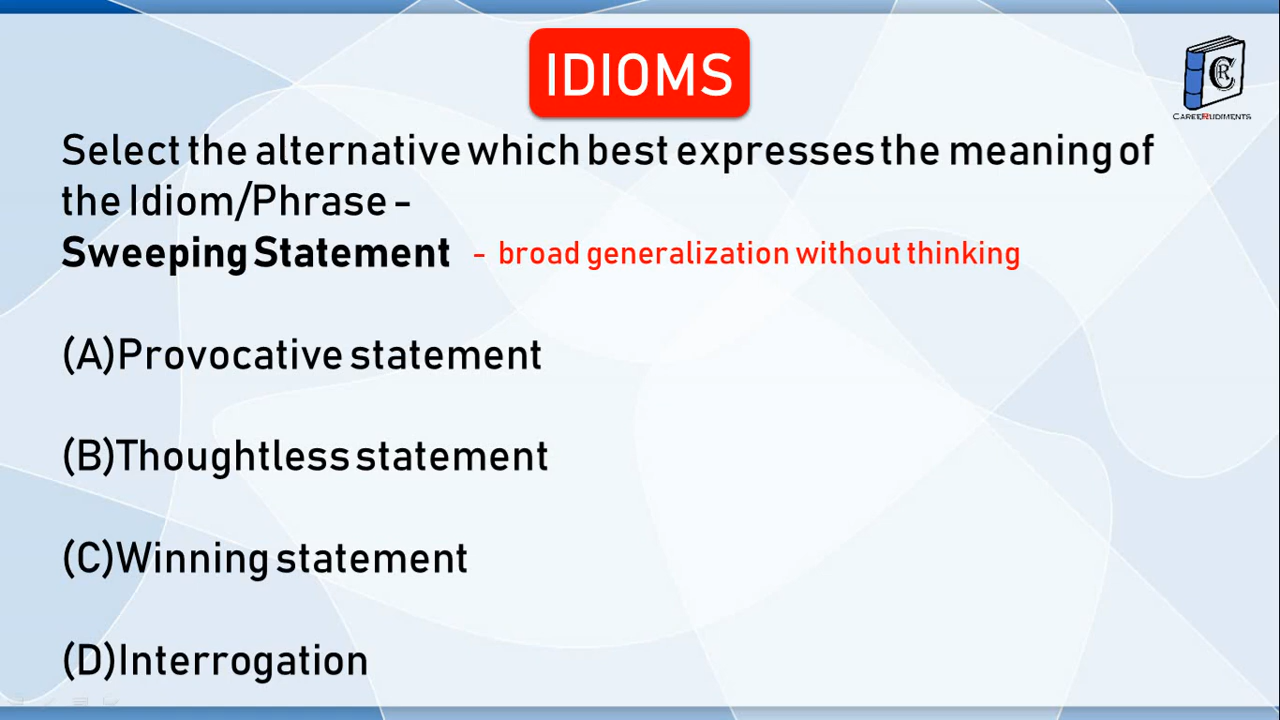 IDIOMS
CR
CAREERUDIMENTS
Select the alternative which best expresses the meaning of
the Idiom/Phrase -
Sweeping Statement - broad generalization without thinking
(A)Provocative statement
(B)Thoughtless statement
(C)Winning statement
(D)Interrogation